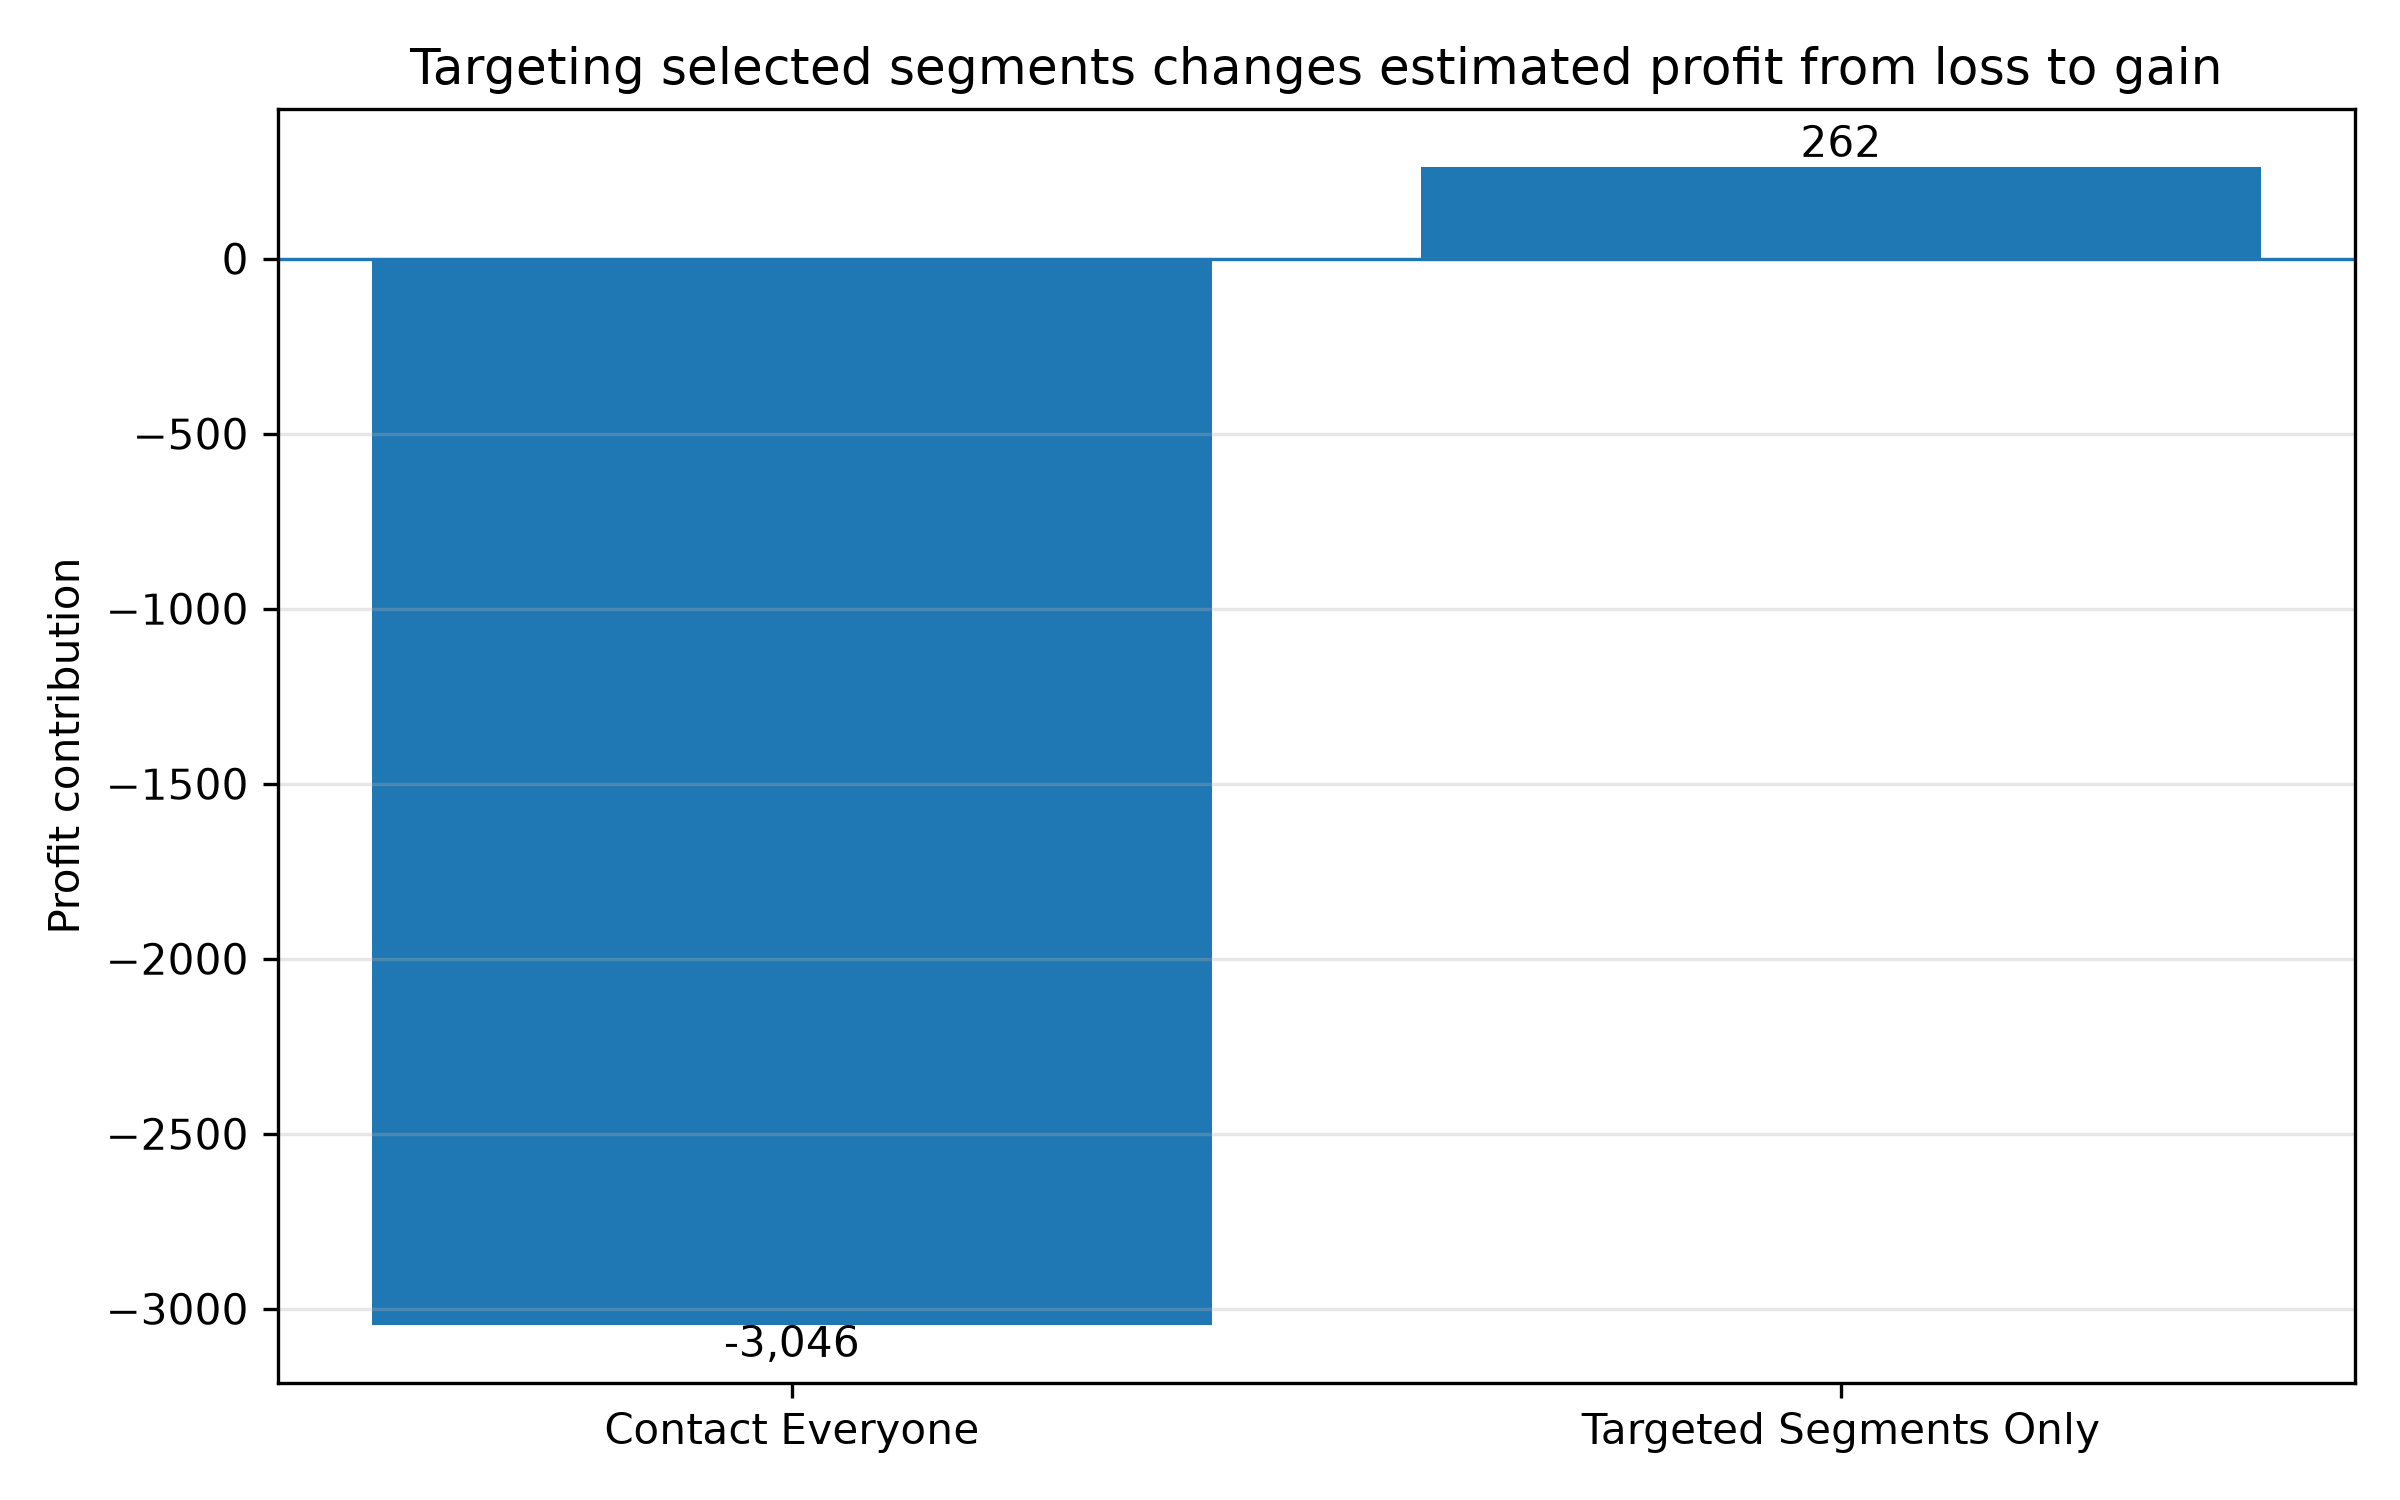 Targeting selected segments changes estimated profit from loss to gain
262
0
−500
−1000
−1500
−2000
−2500
−3000
Profit contribution
-3,046
Contact Everyone
Targeted Segments Only